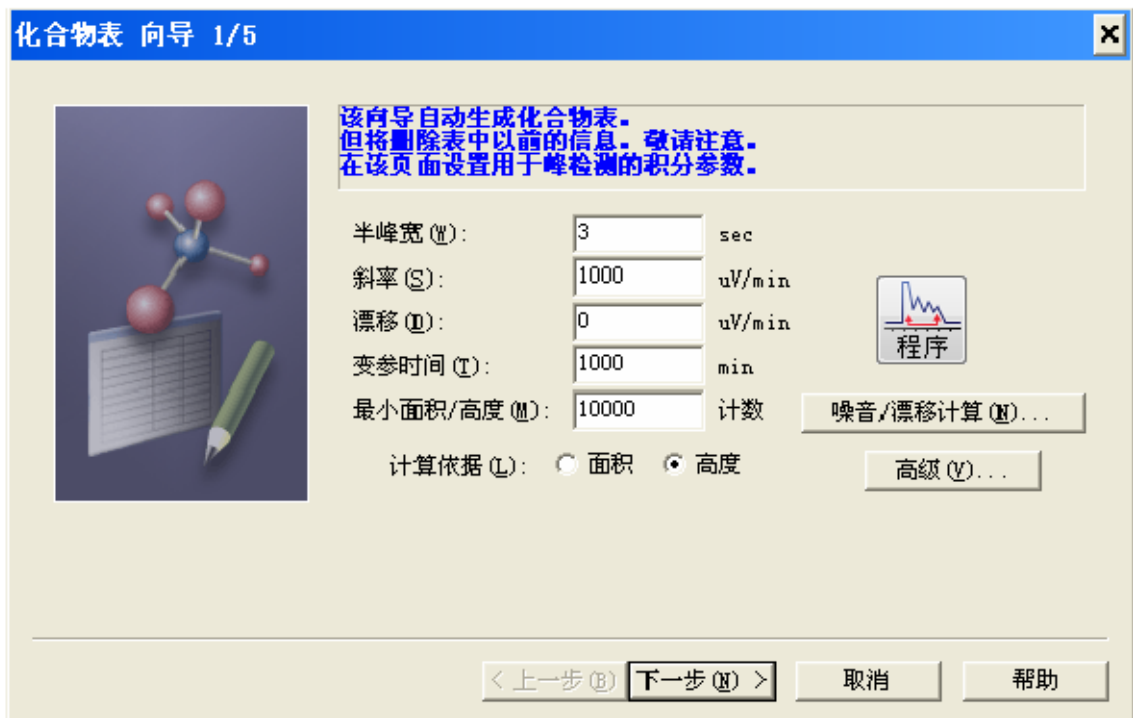 化合物表 向导 1/5
该向导自动生成化合物表。
但将删除表中以前的信息。敬请注意。
在该页面设置用于峰检测的积分参数。
半峰宽(W): 3 sec
斜率(S): 1000 uV/min
漂移(D): 0 uV/min
变参时间(T): 1000 min
程序
最小面积/高度(M): 10000 计数 噪音/漂移计算(N)...
计算依据(L): 面积 高度 高级(V)...
< 上一步(B) 下一步(N) > 取消 帮助